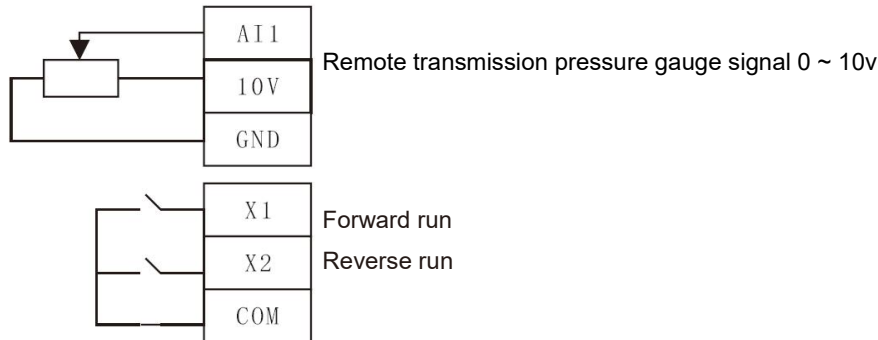 AI1
Remote transmission pressure gauge signal 0 ~ 10v
10V
GND
X1
Forward run
X2
Reverse run
COM